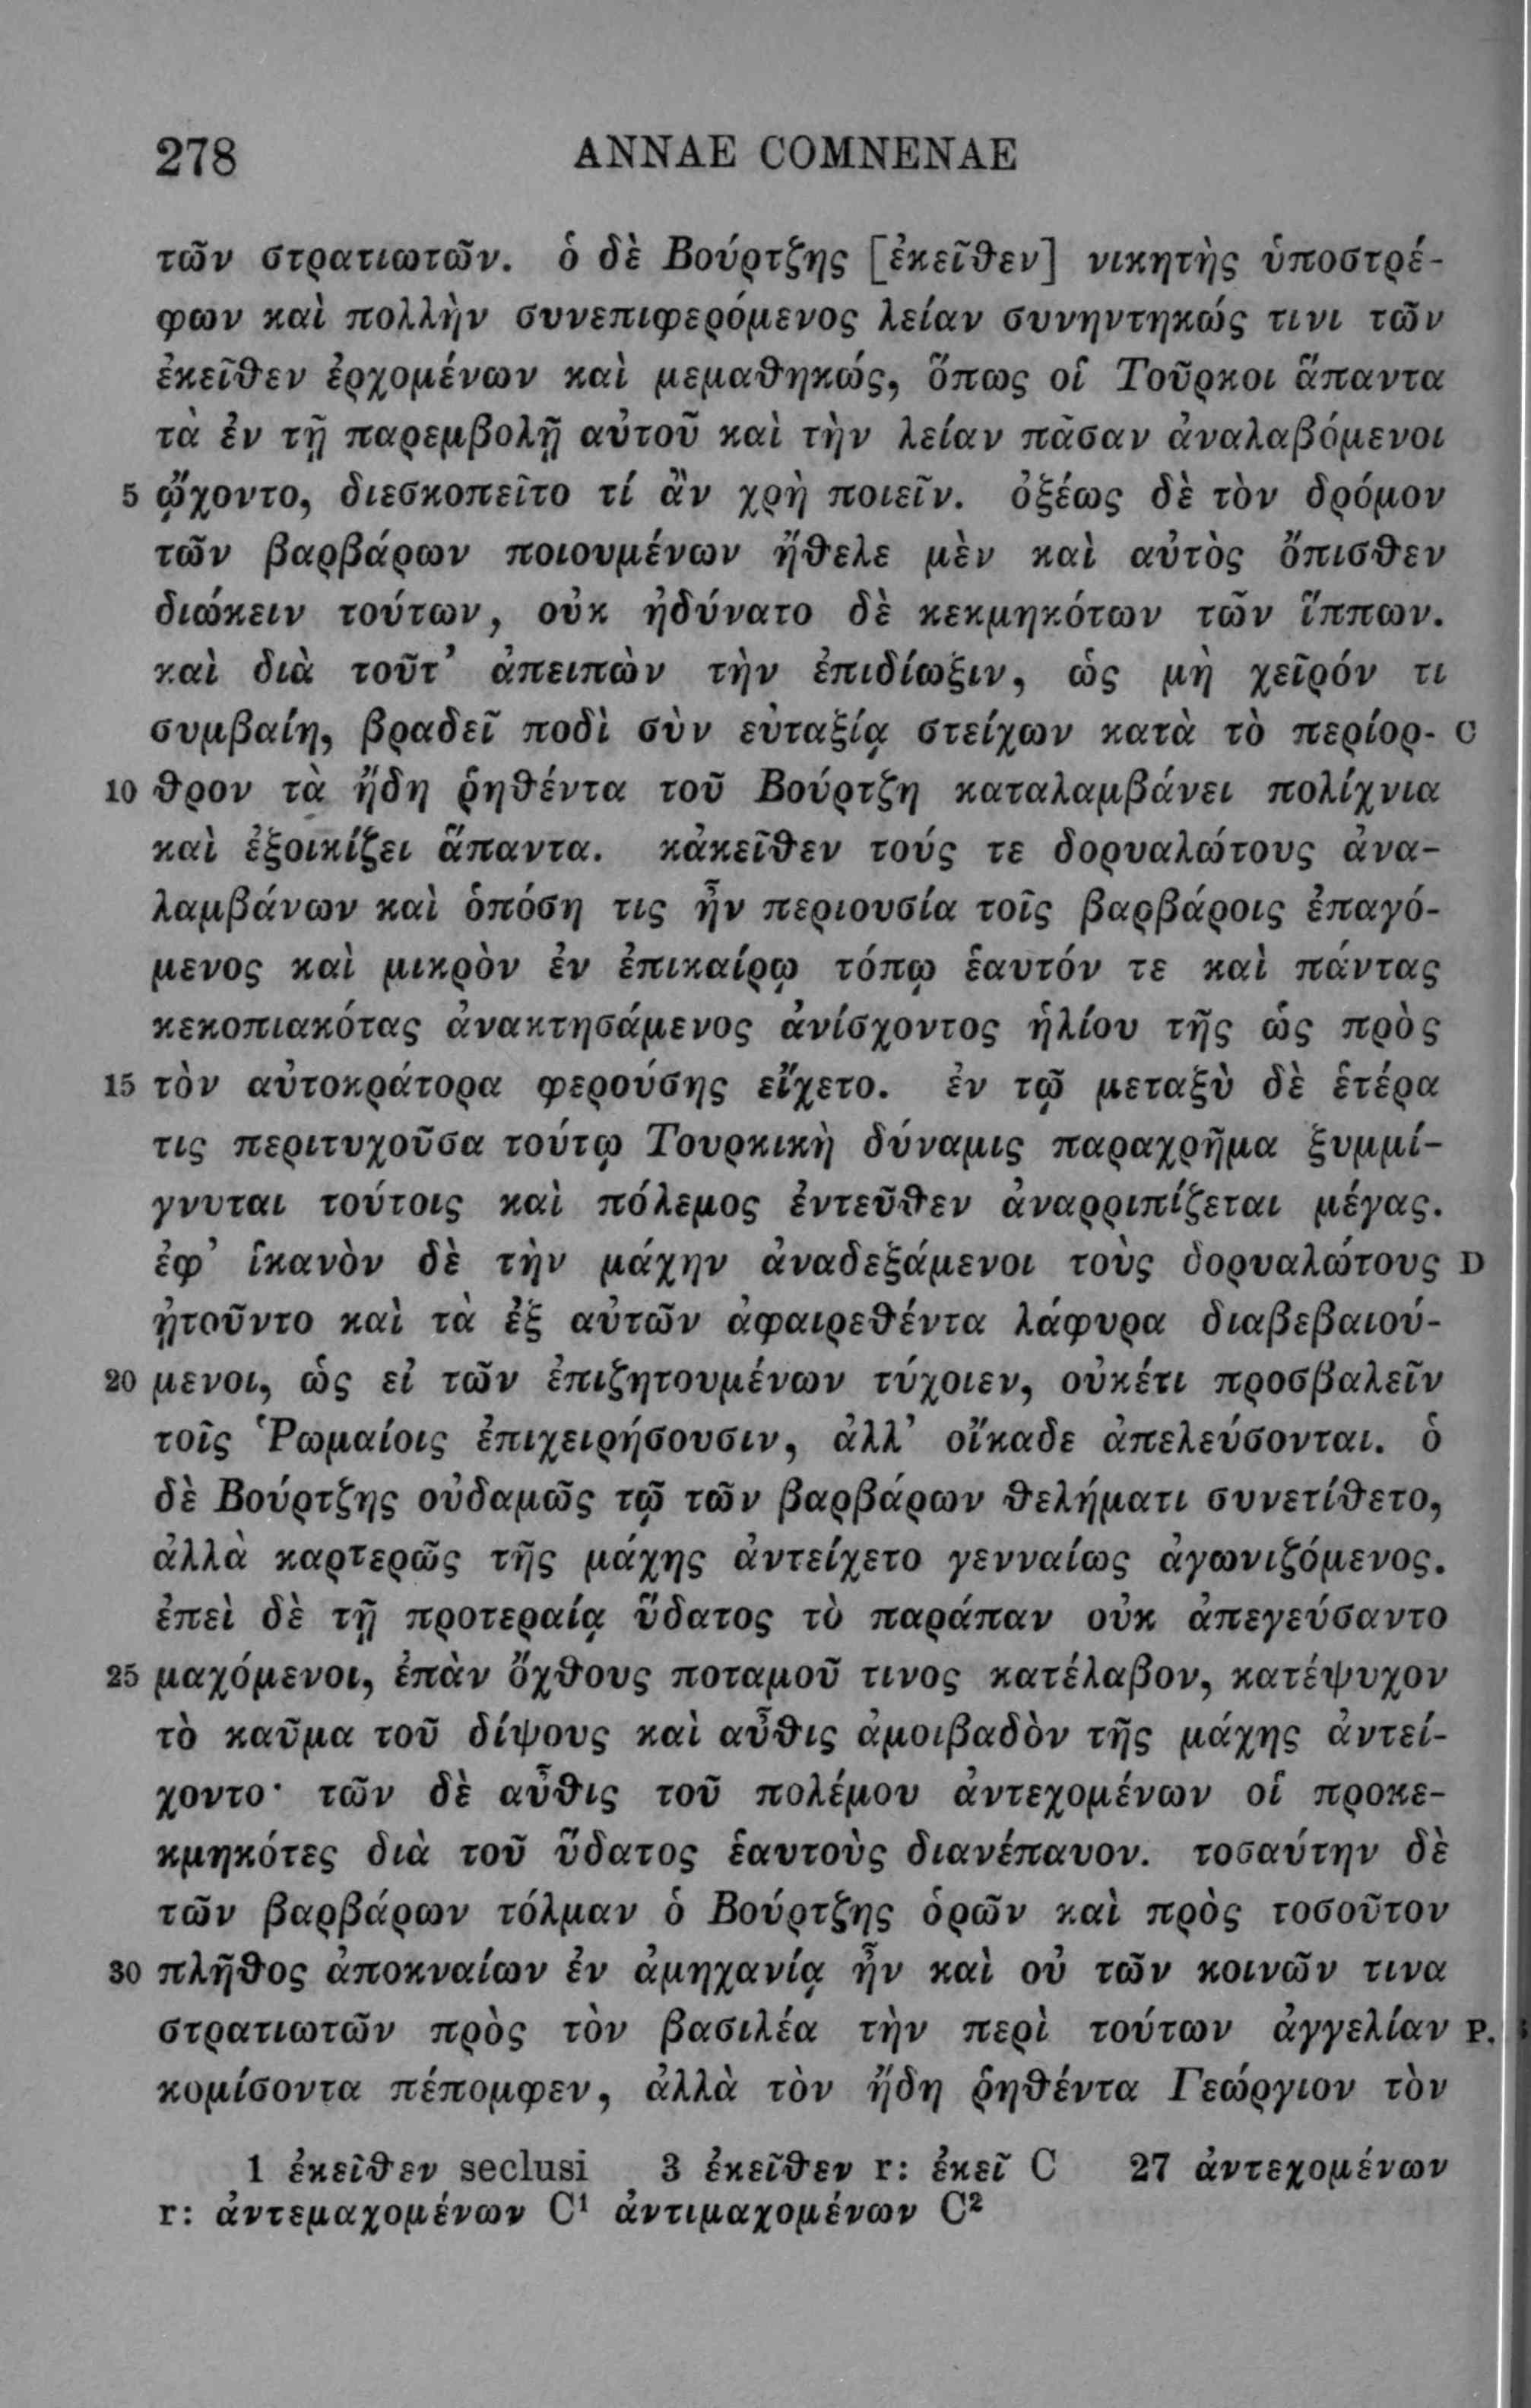 278 ANNAE COMNENAE
τῶν στρατιωτῶν. ὁ δὲ Βούρτζης [ἐκεῖθεν] νικητὴς ὑποστρέ-
φων καὶ πολλὴν συνεπιφερόμενος λείαν συνηντηκώς τινι τῶν
ἐκεῖθεν ἐρχομένων καὶ μεμαθηκώς, ὅπως οἱ Τοῦρκοι ἅπαντα
τὰ ἐν τῇ παρεμβολῇ αὐτοῦ καὶ τὴν λείαν πᾶσαν ἀναλαβόμενοι
5 ᾤχοντο, διεσκοπεῖτο τί ἂν χρὴ ποιεῖν. ὀξέως δὲ τὸν δρόμον
τῶν βαρβάρων ποιουμένων ἤθελε μὲν καὶ αὐτὸς ὄπισθεν
διώκειν τούτων, οὐκ ἠδύνατο δὲ κεκμηκότων τῶν ἵππων.
καὶ διὰ τοῦτ’ ἀπειπὼν τὴν ἐπιδίωξιν, ὡς μὴ χεῖρόν τι
συμβαίη, βραδεῖ ποδὶ σὺν εὐταξίᾳ στείχων κατὰ τὸ περίορ- C
10 θρον τὰ ἤδη ῥηθέντα τοῦ Βούρτζη καταλαμβάνει πολίχνια
καὶ ἐξοικίζει ἅπαντα. κἀκεῖθεν τούς τε δορυαλώτους ἀνα-
λαμβάνων καὶ ὁπόση τις ἦν περιουσία τοῖς βαρβάροις ἐπαγό-
μενος καὶ μικρὸν ἐν ἐπικαίρῳ τόπῳ ἑαυτόν τε καὶ πάντας
κεκοπιακότας ἀνακτησάμενος ἀνίσχοντος ἡλίου τῆς ὡς πρὸς
15 τὸν αὐτοκράτορα φερούσης εἴχετο. ἐν τῷ μεταξὺ δὲ ἑτέρα
τις περιτυχοῦσα τούτῳ Τουρκικὴ δύναμις παραχρῆμα ξυμμί-
γνυται τούτοις καὶ πόλεμος ἐντεῦθεν ἀναρριπίζεται μέγας.
ἐφ’ ἱκανὸν δὲ τὴν μάχην ἀναδεξάμενοι τοὺς δορυαλώτους D
ᾐτοῦντο καὶ τὰ ἐξ αὐτῶν ἀφαιρεθέντα λάφυρα διαβεβαιού-
20 μενοι, ὡς εἰ τῶν ἐπιζητουμένων τύχοιεν, οὐκέτι προσβαλεῖν
τοῖς Ῥωμαίοις ἐπιχειρήσουσιν, ἀλλ’ οἴκαδε ἀπελεύσονται. ὁ
δὲ Βούρτζης οὐδαμῶς τῷ τῶν βαρβάρων θελήματι συνετίθετο,
ἀλλὰ καρτερῶς τῆς μάχης ἀντείχετο γενναίως ἀγωνιζόμενος.
ἐπεὶ δὲ τῇ προτεραίᾳ ὕδατος τὸ παράπαν οὐκ ἀπεγεύσαντο
25 μαχόμενοι, ἐπὰν ὄχθους ποταμοῦ τινος κατέλαβον, κατέψυχον
τὸ καῦμα τοῦ δίψους καὶ αὖθις ἀμοιβαδὸν τῆς μάχης ἀντεί-
χοντο· τῶν δὲ αὖθις τοῦ πολέμου ἀντεχομένων οἱ προκε-
κμηκότες διὰ τοῦ ὕδατος ἑαυτοὺς διανέπαυον. τοσαύτην δὲ
τῶν βαρβάρων τόλμαν ὁ Βούρτζης ὁρῶν καὶ πρὸς τοσοῦτον
30 πλῆθος ἀποκναίων ἐν ἀμηχανίᾳ ἦν καὶ οὐ τῶν κοινῶν τινα
στρατιωτῶν πρὸς τὸν βασιλέα τὴν περὶ τούτων ἀγγελίαν P.
κομίσοντα πέπομφεν, ἀλλὰ τὸν ἤδη ῥηθέντα Γεώργιον τὸν
1 ἐκεῖθεν seclusi 3 ἐκεῖθεν r: ἐκεῖ C 27 ἀντεχομένων
r: ἀντεμαχομένων C¹ ἀντιμαχομένων C²